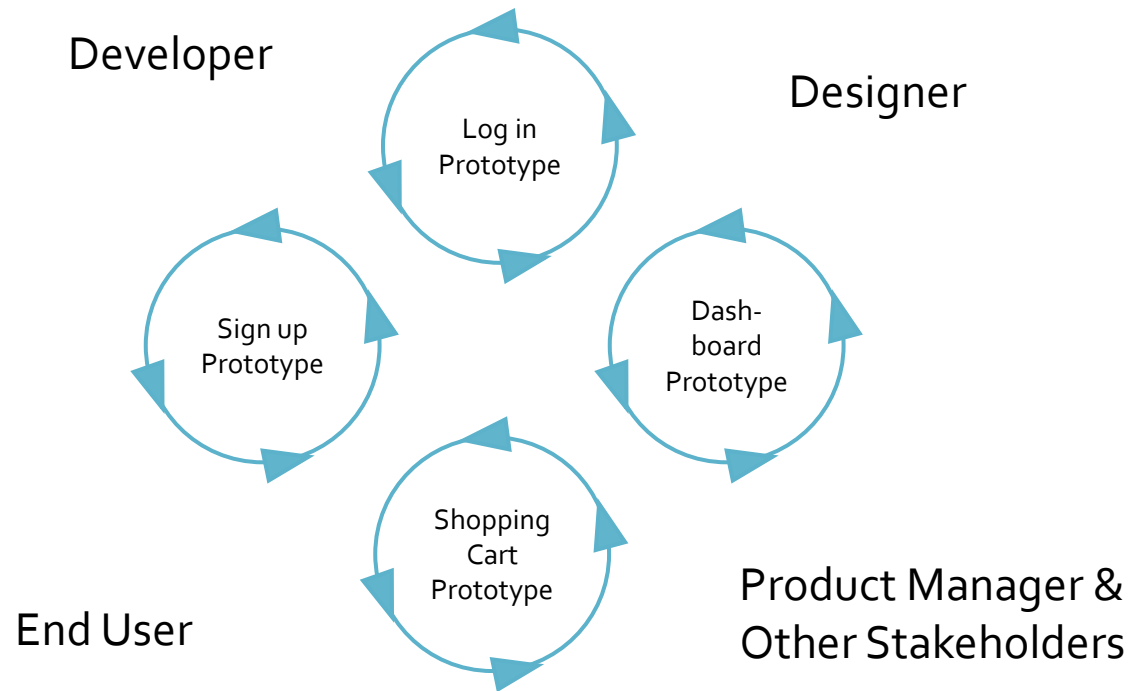 Developer
Designer
Log in
Prototype
Sign up
Prototype
Dash-
board
Prototype
Shopping
Cart
Prototype
End User
Product Manager &
Other Stakeholders